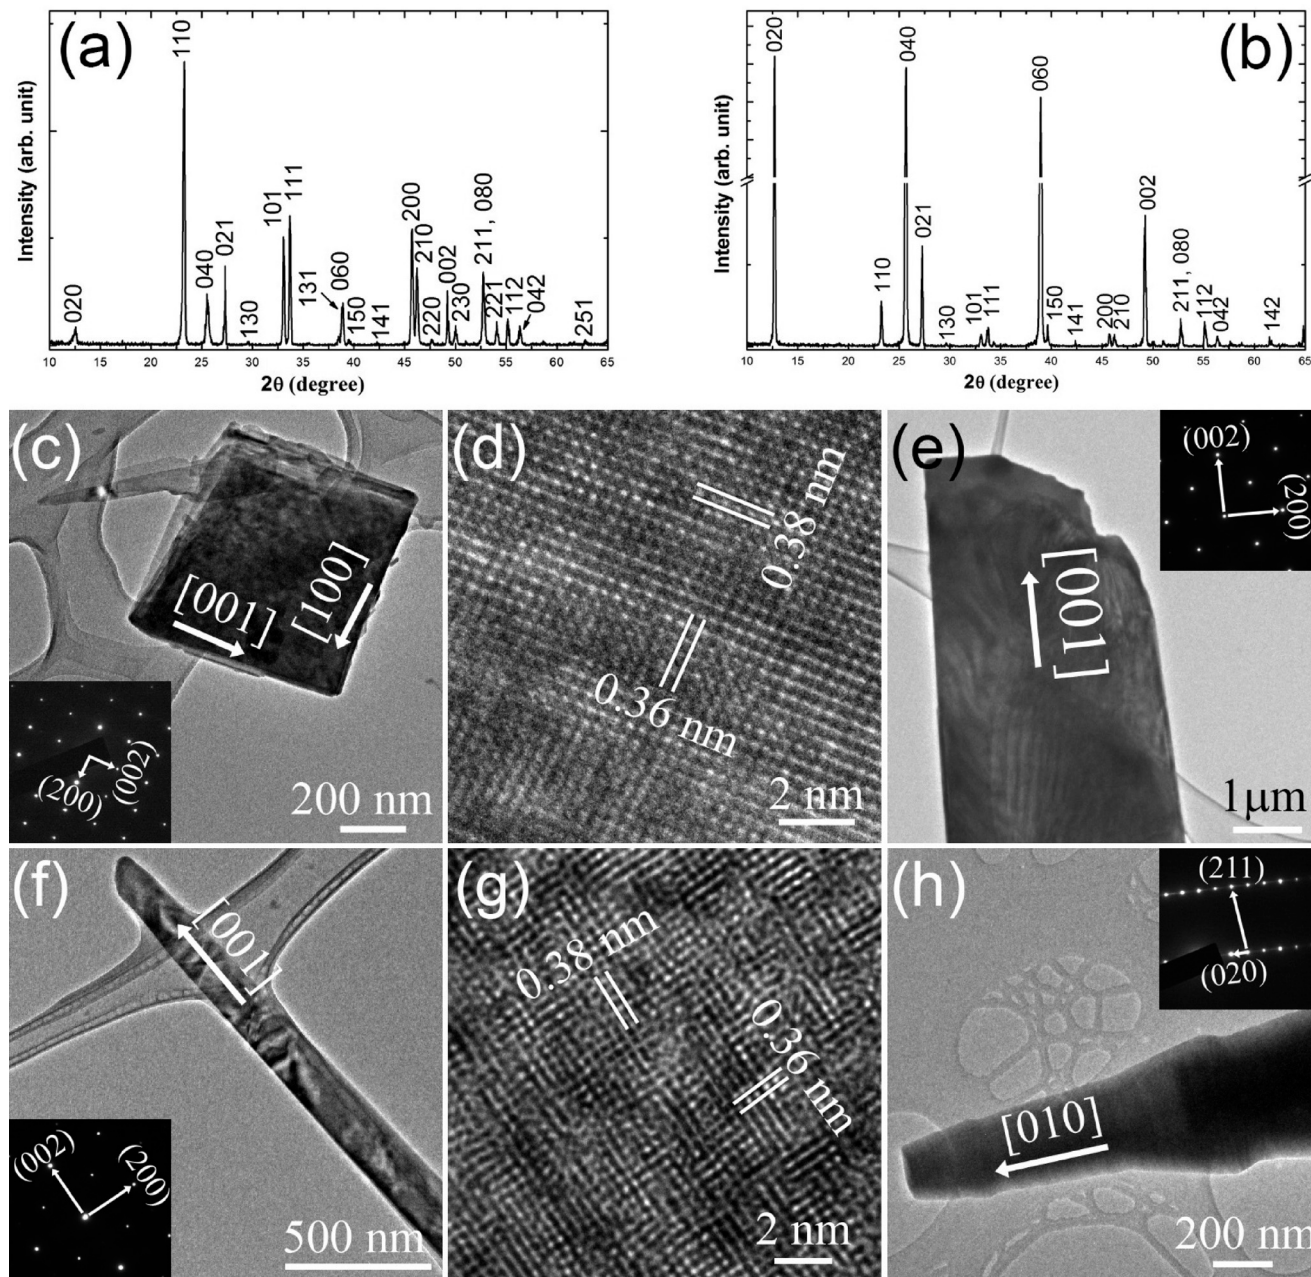 (a)
Intensity (arb. unit)
020
110
040
021
130
101
111
131
060
150
141
200
210
220
002
230
211, 080
221
112
042
251
10 15 20 25 30 35 40 45 50 55 60 65
2θ (degree)
(b)
Intensity (arb. unit)
020
110
040
021
130
101
111
060
150
141
200
210
002
211, 080
112
042
142
10 15 20 25 30 35 40 45 50 55 60 65
2θ (degree)
(c)
[001]
[100]
(200)
(002)
200 nm
(d)
0.38 nm
0.36 nm
2 nm
(e)
(002)
(200)
[001]
1μm
(f)
[001]
(002)
(200)
500 nm
(g)
0.38 nm
0.36 nm
2 nm
(h)
(211)
(020)
[010]
200 nm